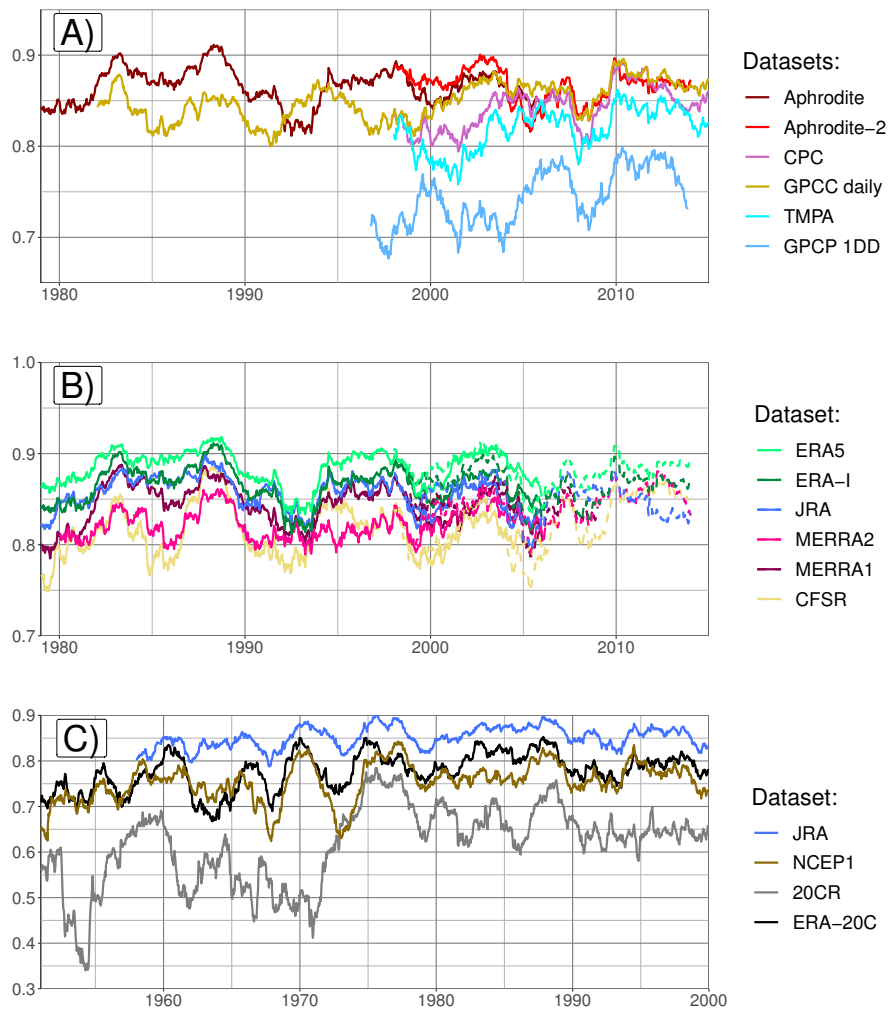 A)
0.9
0.8
0.7
1980
1990
2000
2010
Datasets:
Aphrodite
Aphrodite−2
CPC
GPCC daily
TMPA
GPCP 1DD
B)
1.0
0.9
0.8
0.7
1980
1990
2000
2010
Dataset:
ERA5
ERA−I
JRA
MERRA2
MERRA1
CFSR
C)
0.9
0.8
0.7
0.6
0.5
0.4
0.3
1960
1970
1980
1990
2000
Dataset:
JRA
NCEP1
20CR
ERA−20C